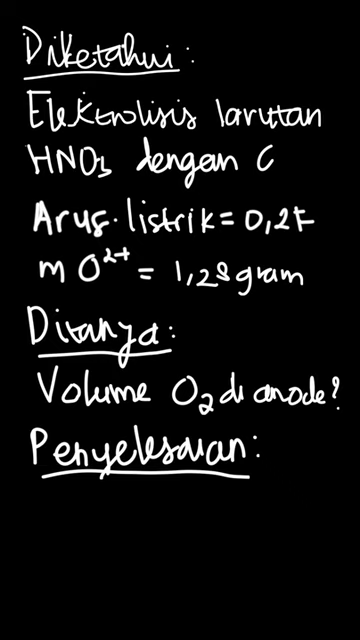 Diketahui:
Elektrolisis larutan
HNO3 dengan C
Arus listrik = 0,2F
m O²⁺ = 1,28 gram
Ditanya:
Volume O₂ di anode?
Penyelesaian: